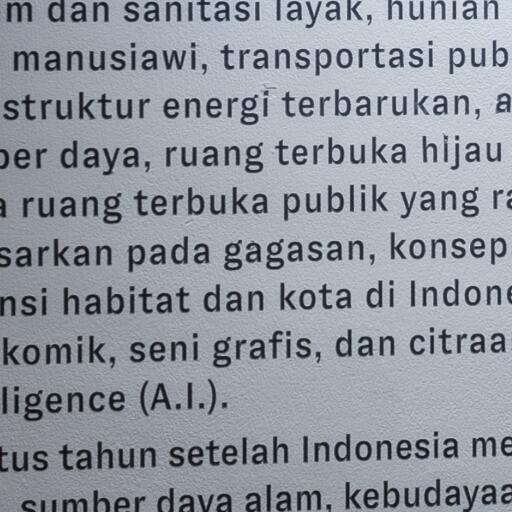 m dan sanitasi layak, hunian
manusiawi, transportasi pub
struktur energi terbarukan, a
ber daya, ruang terbuka hijau
a ruang terbuka publik yang ra
sarkan pada gagasan, konsep
nsi habitat dan kota di Indone
komik, seni grafis, dan citraa
ligence (A.I.).
tus tahun setelah Indonesia me
sumber daya alam, kebudayaa